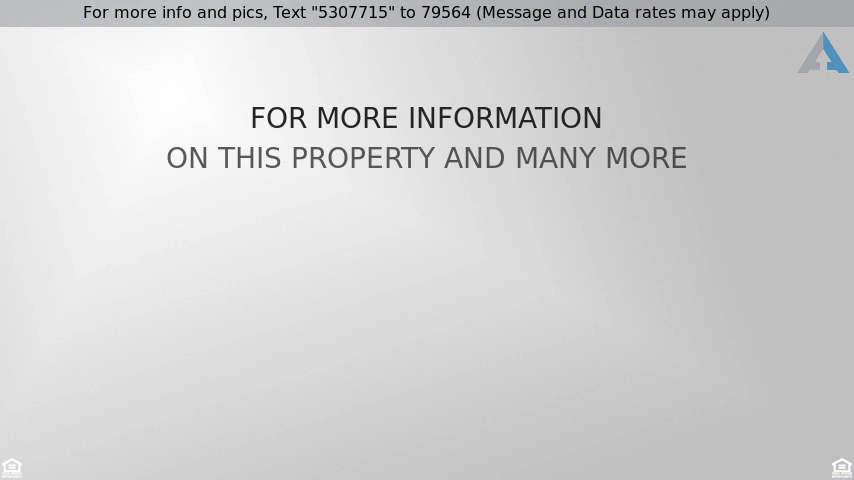 For more info and pics, Text "5307715" to 79564 (Message and Data rates may apply)
FOR MORE INFORMATION
ON THIS PROPERTY AND MANY MORE